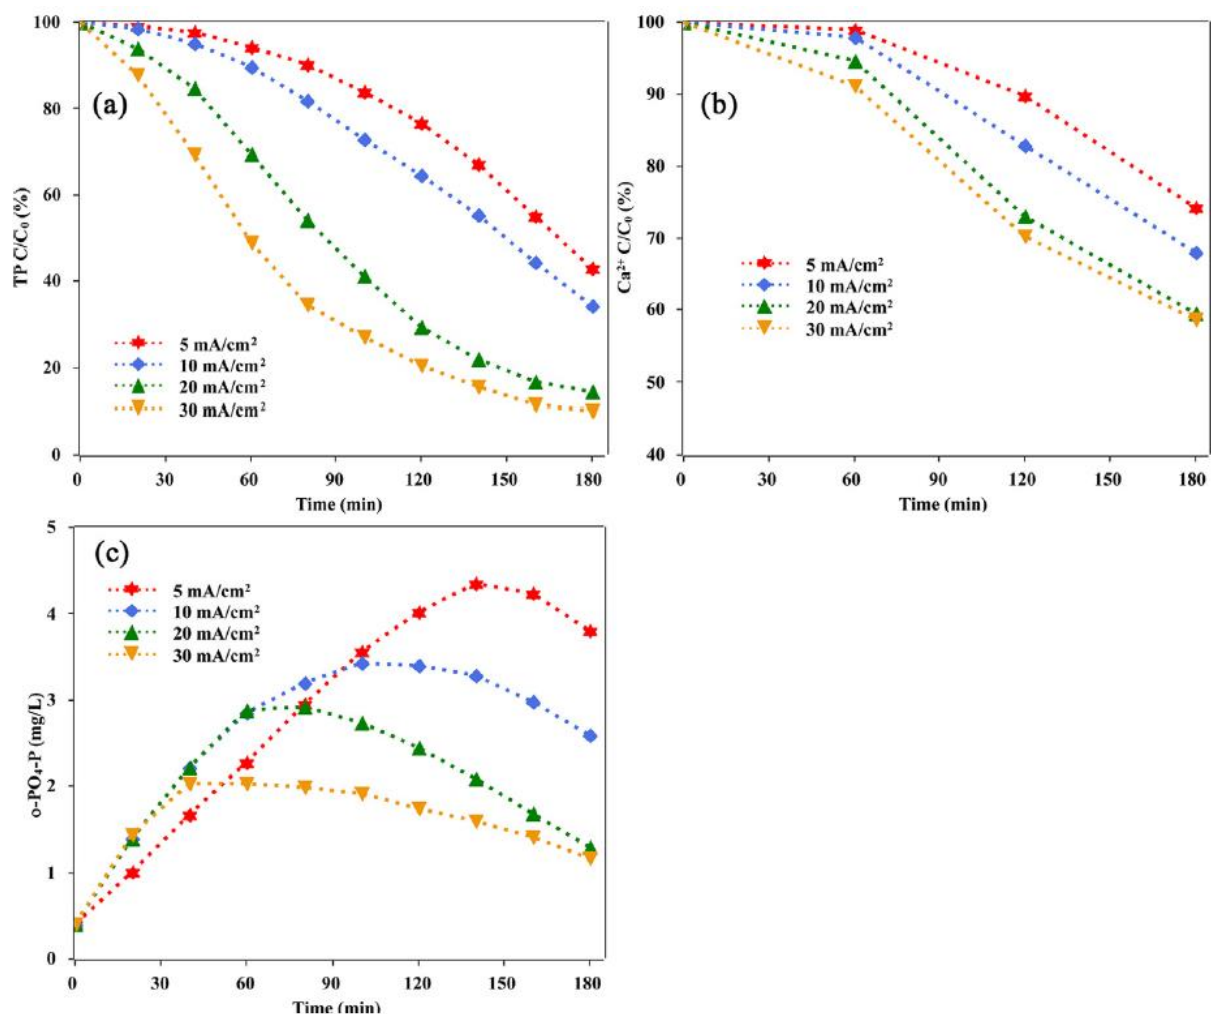 100
80
60
40
20
0
TP C/C₀ (%)
(a)
5 mA/cm²
10 mA/cm²
20 mA/cm²
30 mA/cm²
0 30 60 90 120 150 180
Time (min)
100
90
80
70
60
50
40
Ca²⁺ C/C₀ (%)
(b)
5 mA/cm²
10 mA/cm²
20 mA/cm²
30 mA/cm²
0 30 60 90 120 150 180
Time (min)
5
4
3
2
1
0
o-PO₄-P (mg/L)
(c)
5 mA/cm²
10 mA/cm²
20 mA/cm²
30 mA/cm²
0 30 60 90 120 150 180
Time (min)